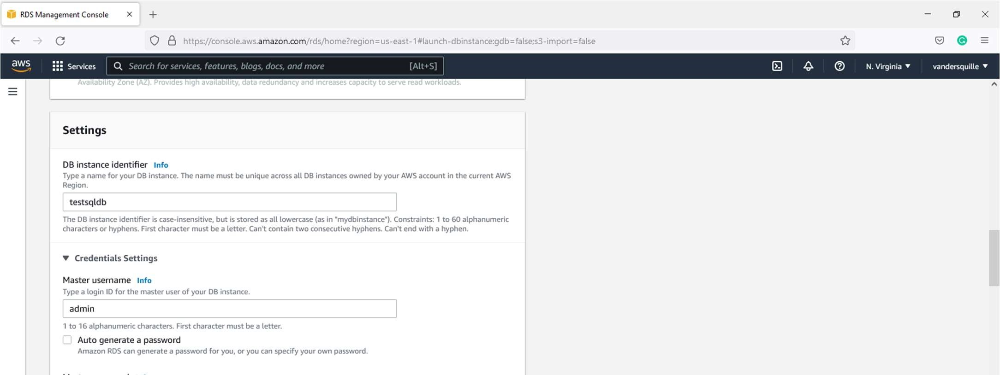 RDS Management Console
https://console.aws.amazon.com/rds/home?region=us-east-1#launch-dbinstance:gdb=false;s3-import=false
aws
Services
Search for services, features, blogs, docs, and more
[Alt+S]
N. Virginia
vandersquille
Availability Zone (AZ). Provides high availability, data redundancy and increases capacity to serve read workloads.
Settings
DB instance identifier Info
Type a name for your DB instance. The name must be unique across all DB instances owned by your AWS account in the current AWS
Region.
testsqldb
The DB instance identifier is case-insensitive, but is stored as all lowercase (as in "mydbinstance"). Constraints: 1 to 60 alphanumeric
characters or hyphens. First character must be a letter. Can't contain two consecutive hyphens. Can't end with a hyphen.
Credentials Settings
Master username Info
Type a login ID for the master user of your DB instance.
admin
1 to 16 alphanumeric characters. First character must be a letter.
Auto generate a password
Amazon RDS can generate a password for you, or you can specify your own password.